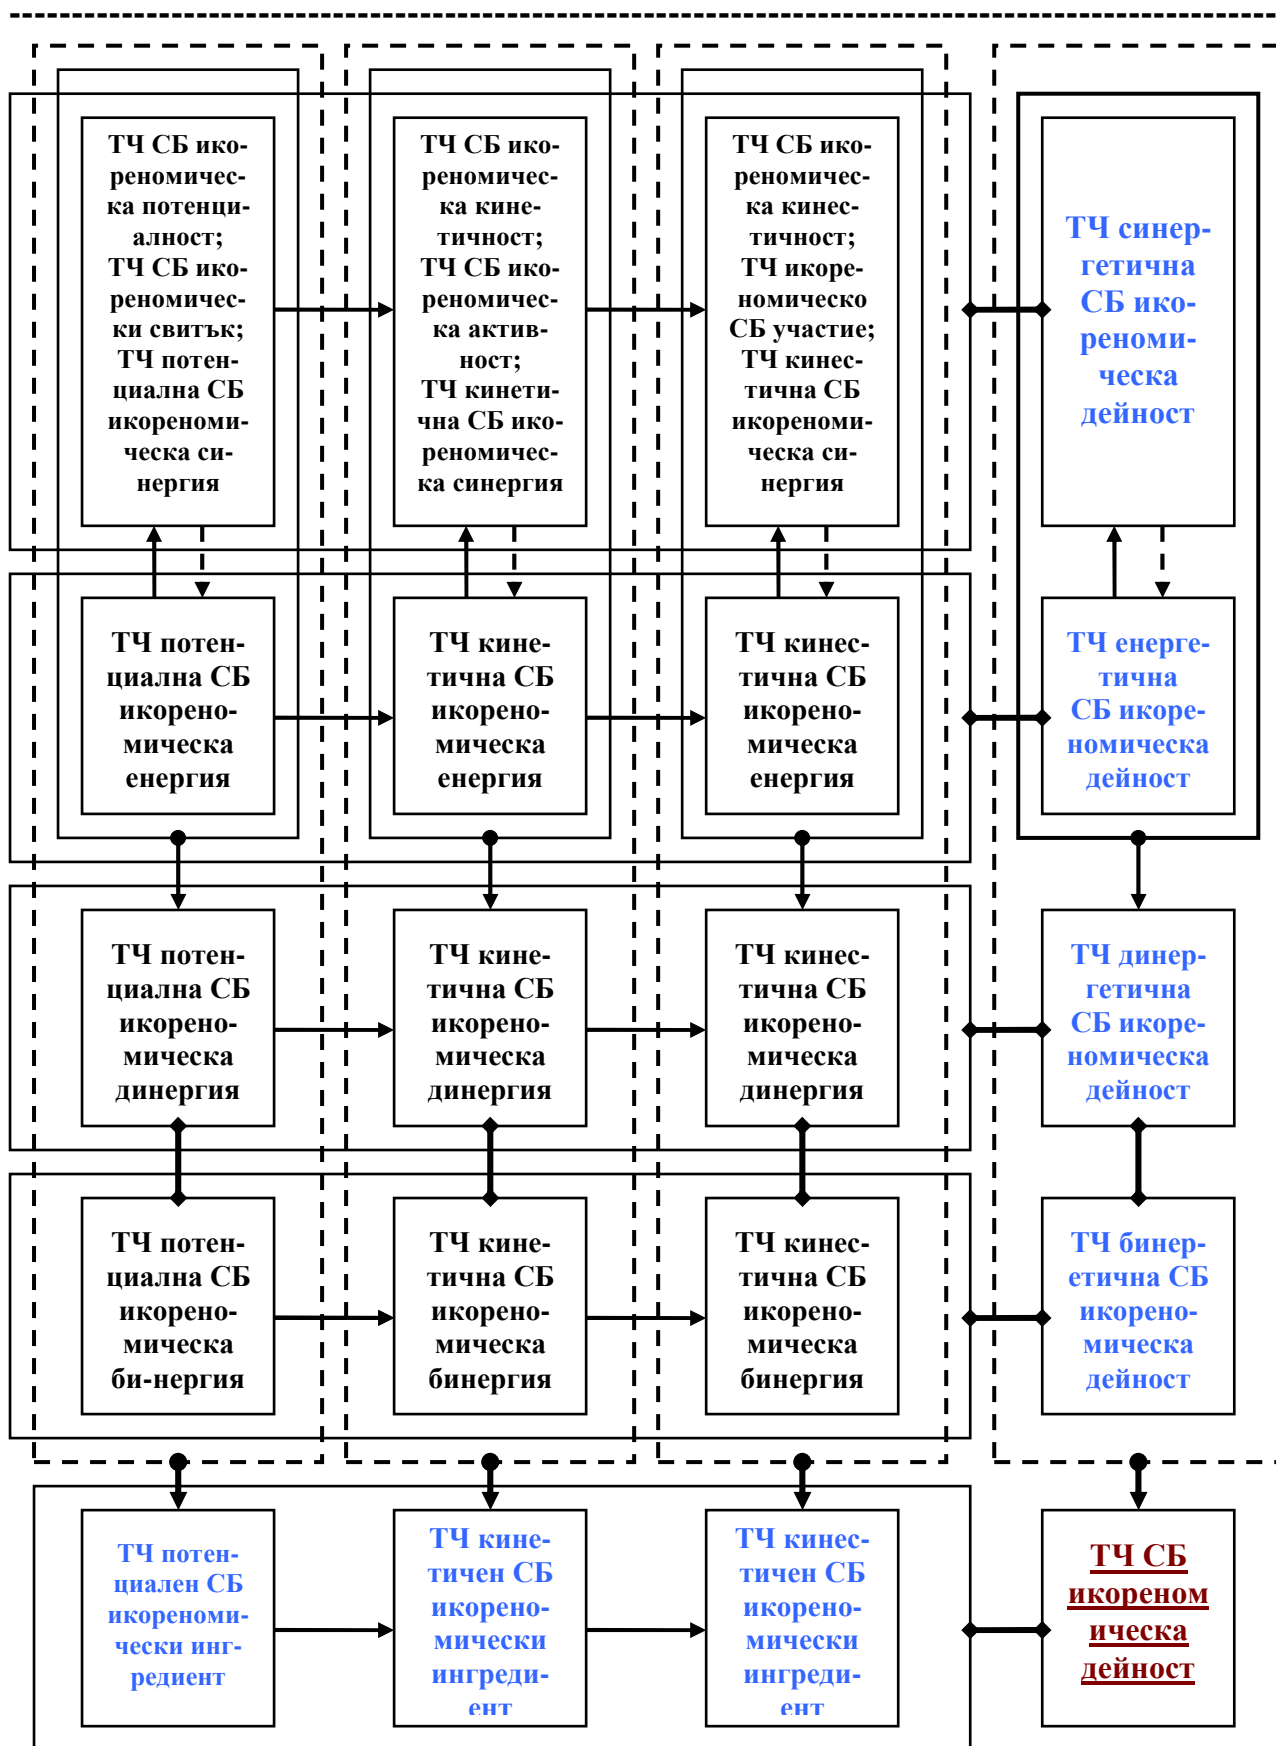 ТЧ СБ ико-
реномичес-
ка потенци-
алност;
ТЧ СБ ико-
реномичес-
ки свитък;
ТЧ потен-
циална СБ
икореноми-
ческа си-
нергия
ТЧ СБ ико-
реномичес-
ка кине-
тичност;
ТЧ СБ ико-
реномичес-
ка актив-
ност;
ТЧ кинети-
чна СБ ико-
реномичес-
ка синергия
ТЧ СБ ико-
реномичес-
ка кинес-
тичност;
ТЧ икоре-
номическо
СБ участие;
ТЧ кинес-
тична СБ
икореноми-
ческа си-
нергия
ТЧ синер-
гетична
СБ ико-
реноми-
ческа
дейност
ТЧ потен-
циална СБ
икорено-
мическа
енергия
ТЧ кине-
тична СБ
икорено-
мическа
енергия
ТЧ кинес-
тична СБ
икорено-
мическа
енергия
ТЧ енерге-
тична
СБ икоре-
номическа
дейност
ТЧ потен-
циална СБ
икорено-
мическа
динергия
ТЧ кине-
тична СБ
икорено-
мическа
динергия
ТЧ кинес-
тична СБ
икорено-
мическа
динергия
ТЧ динер-
гетична
СБ икоре-
номическа
дейност
ТЧ потен-
циална СБ
икорено-
мическа
би-нергия
ТЧ кине-
тична СБ
икорено-
мическа
бинергия
ТЧ кинес-
тична СБ
икорено-
мическа
бинергия
ТЧ бинер-
етична СБ
икорено-
мическа
дейност
ТЧ потен-
циален СБ
икореноми-
чески инг-
редиент
ТЧ кине-
тичен СБ
икорено-
мически
ингреди-
ент
ТЧ кинес-
тичен СБ
икорено-
мически
ингреди-
ент
ТЧ СБ
икореном
ическа
дейност